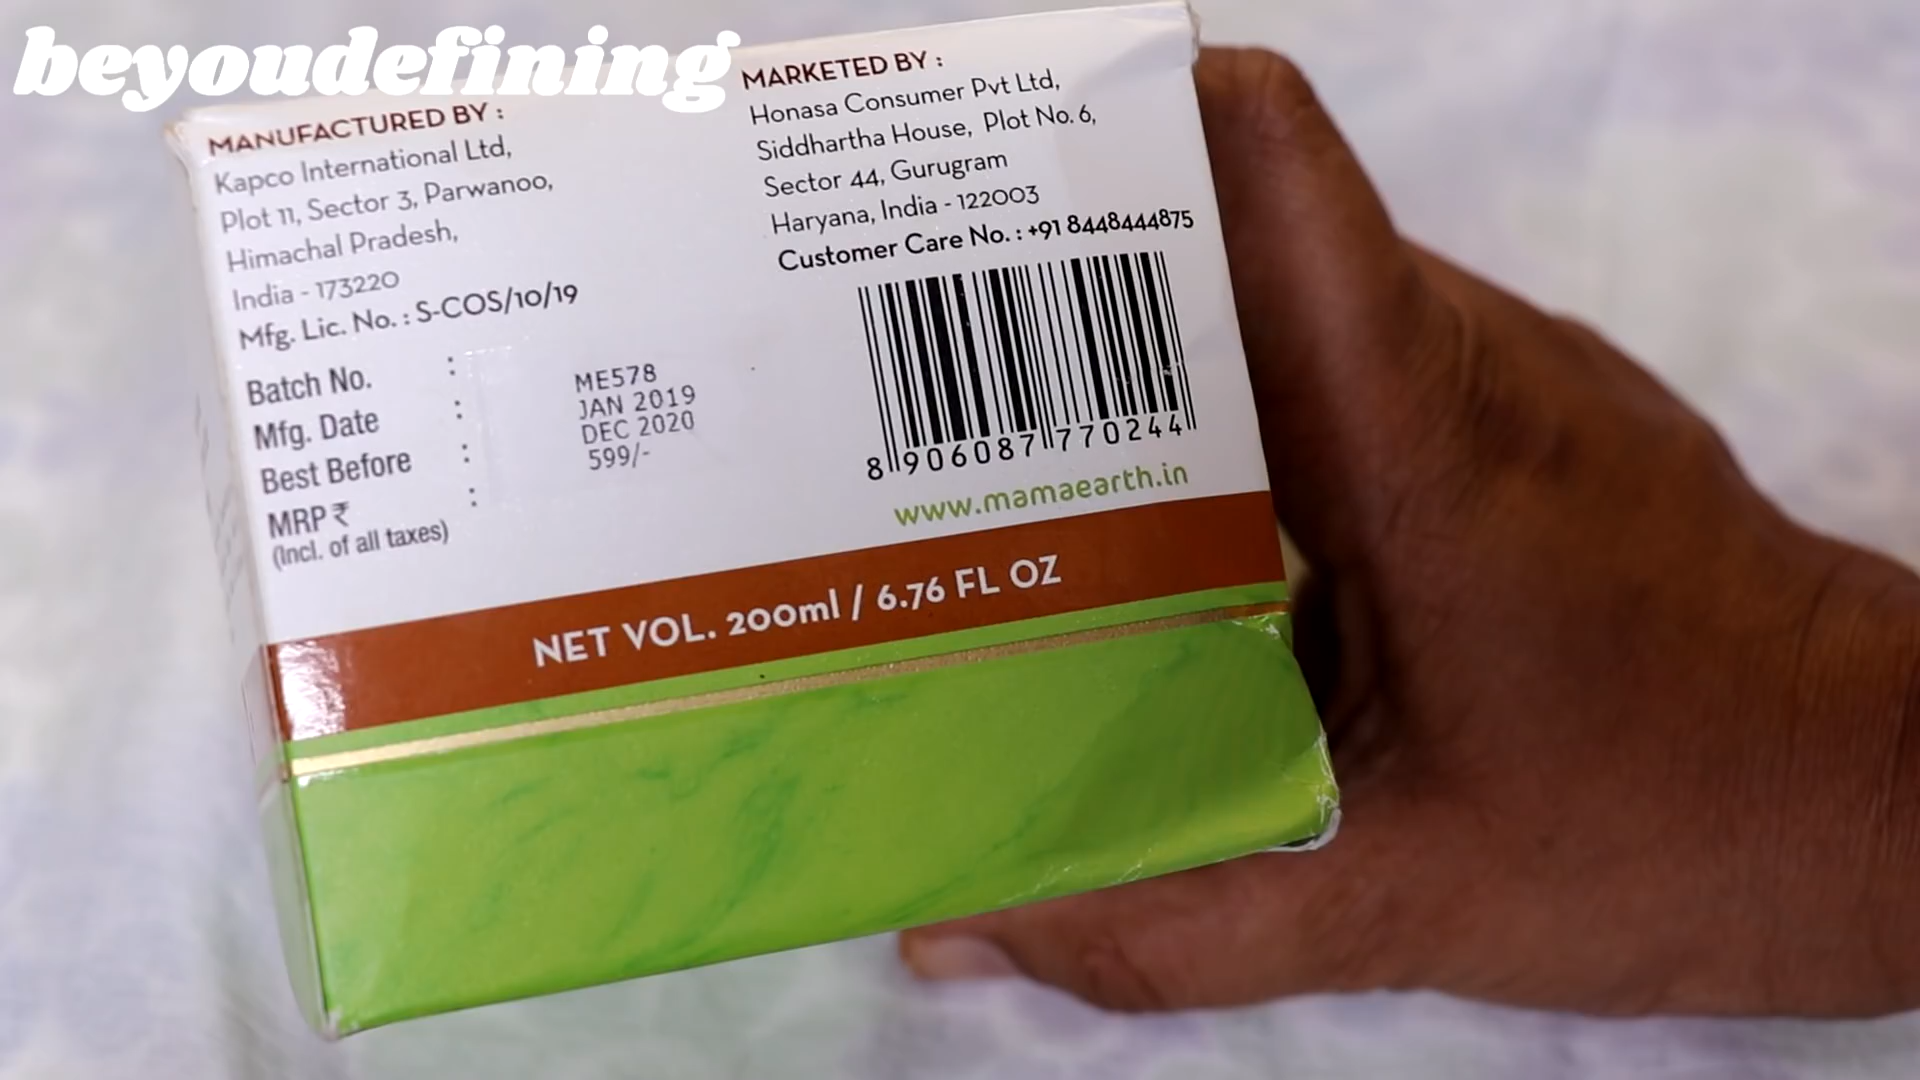 beyoudefining
MANUFACTURED BY :
Kapco International Ltd,
Plot 11, Sector 3, Parwanoo,
Himachal Pradesh,
India - 173220
Mfg. Lic. No. : S-COS/10/19
Batch No. : ME578
Mfg. Date : JAN 2019
Best Before : DEC 2020
MRP ₹ : 599/-
(Incl. of all taxes)
MARKETED BY :
Honasa Consumer Pvt Ltd,
Siddhartha House, Plot No. 6,
Sector 44, Gurugram
Haryana, India - 122003
Customer Care No. : +91 8448444875
8 906087 770244
www.mamaearth.in
NET VOL. 200ml / 6.76 FL OZ